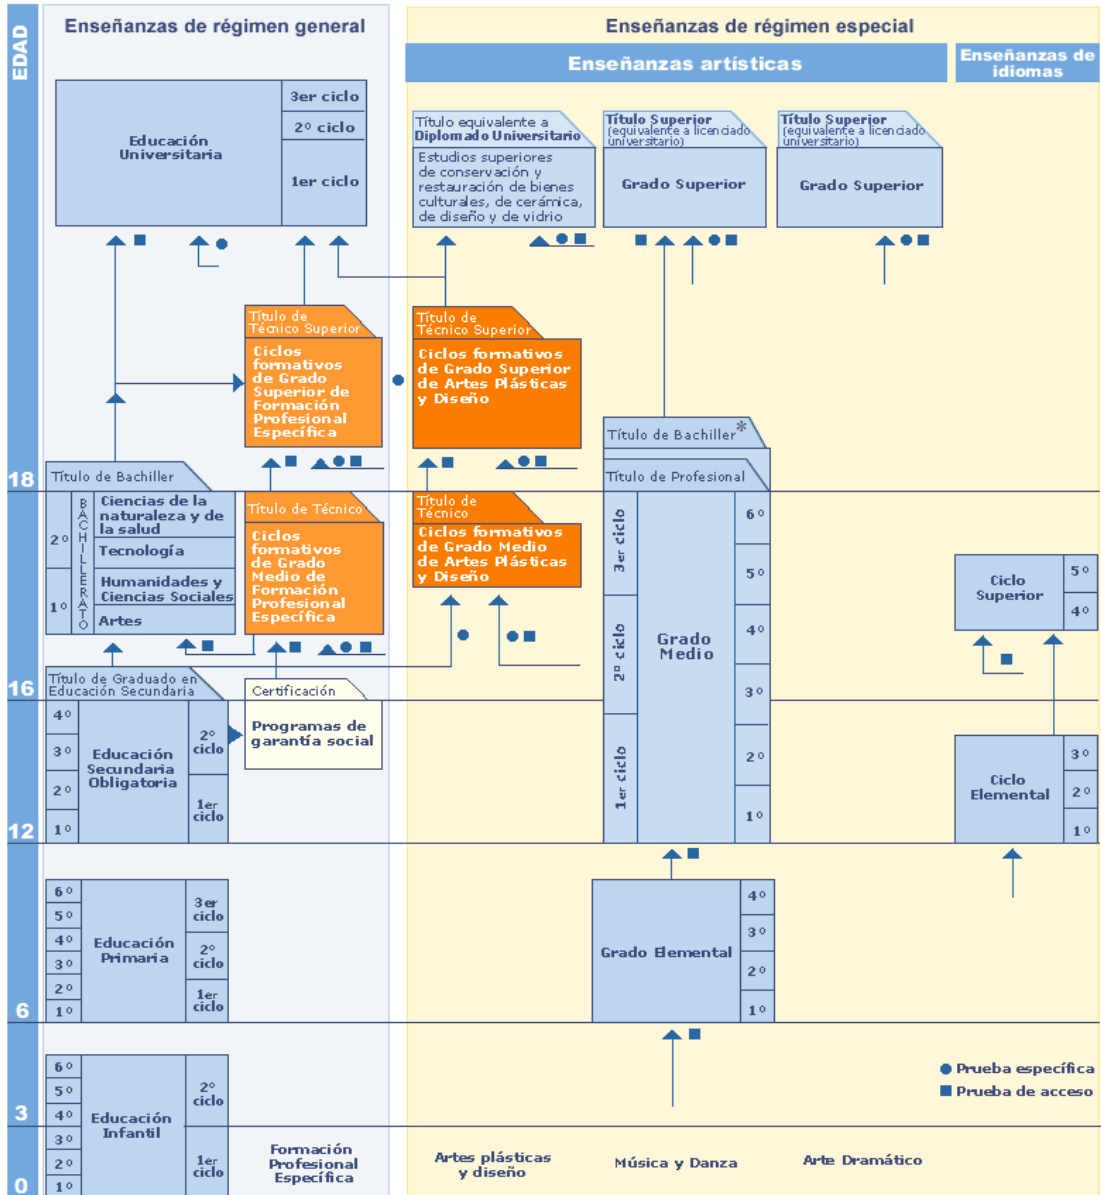 EDAD
Enseñanzas de régimen general
Enseñanzas de régimen especial
Enseñanzas artísticas
Enseñanzas de
idiomas
Educación
Universitaria
3er ciclo
2º ciclo
1er ciclo
Título equivalente a
Diplomado Universitario
Estudios superiores
de conservación y
restauración de bienes
culturales, de cerámica,
de diseño y de vidrio
Título Superior
(equivalente a licenciado
universitario)
Grado Superior
Título Superior
(equivalente a licenciado
universitario)
Grado Superior
Título de
Técnico Superior
Ciclos
formativos
de Grado
Superior de
Formación
Profesional
Específica
Título de
Técnico Superior
Ciclos formativos
de Grado Superior
de Artes Plásticas
y Diseño
Título de Bachiller*
Título de Profesional
18
Título de Bachiller
2º
1º
BACHILLERATO
Ciencias de la
naturaleza y de
la salud
Tecnología
Humanidades y
Ciencias Sociales
Artes
Título de Técnico
Ciclos
formativos
de Grado
Medio de
Formación
Profesional
Específica
Título de
Técnico
Ciclos formativos
de Grado Medio
de Artes Plásticas
y Diseño
3er ciclo
2º ciclo
1er ciclo
Grado
Medio
6º
5º
4º
3º
2º
1º
Ciclo
Superior
5º
4º
16
Título de Graduado en
Educación Secundaria
4º
3º
2º
1º
Educación
Secundaria
Obligatoria
2º
ciclo
1er
ciclo
Certificación
Programas de
garantía social
Ciclo
Elemental
3º
2º
1º
12
6º
5º
4º
3º
2º
1º
Educación
Primaria
3er
ciclo
2º
ciclo
1er
ciclo
Grado Elemental
4º
3º
2º
1º
6
6º
5º
4º
3º
2º
1º
Educación
Infantil
2º
ciclo
1er
ciclo
Prueba específica
Prueba de acceso
3
0
Formación
Profesional
Específica
Artes plásticas
y diseño
Música y Danza
Arte Dramático